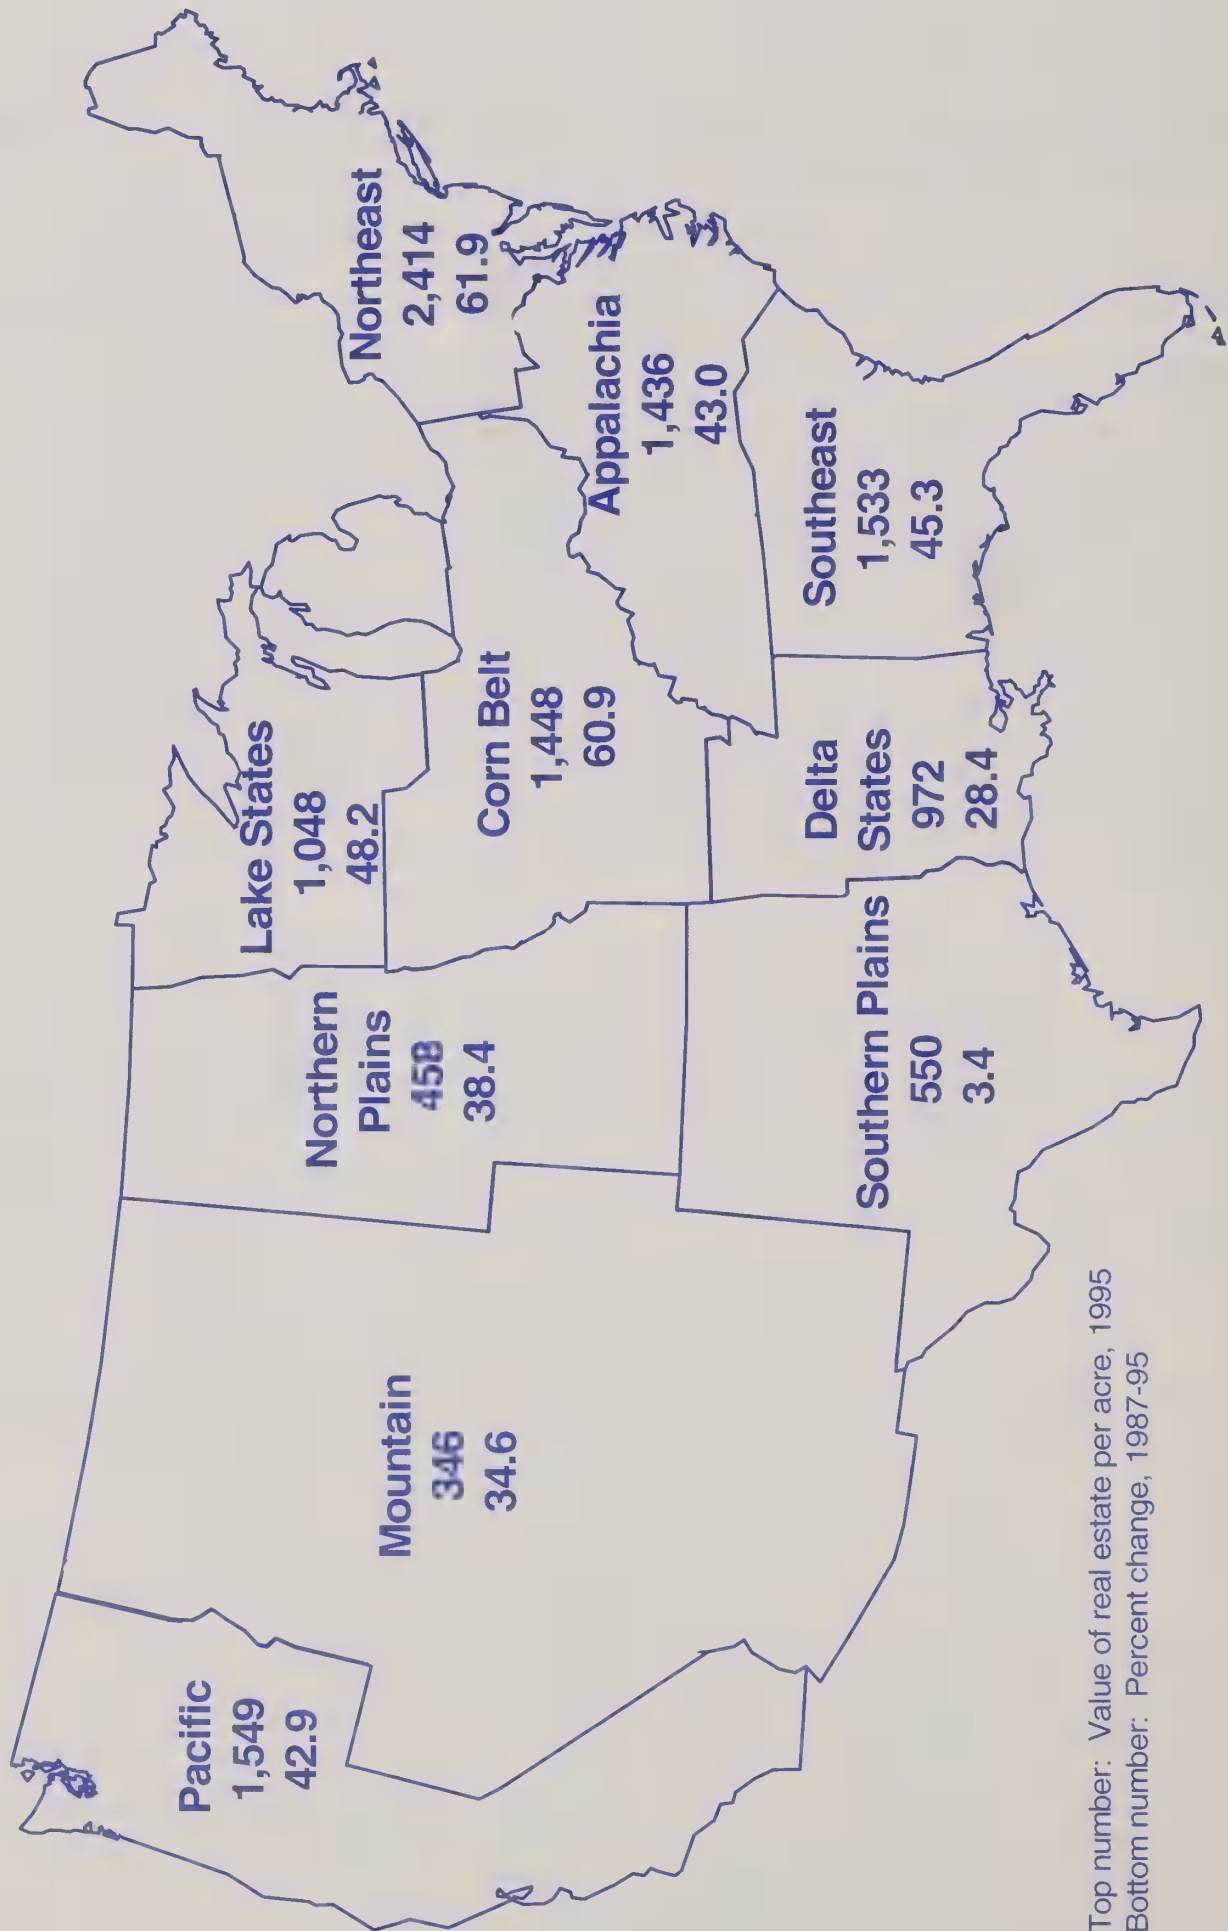 Pacific
1,549
42.9
Mountain
346
34.6
Northern
Plains
458
38.4
Lake States
1,048
48.2
Corn Belt
1,448
60.9
Northeast
2,414
61.9
Appalachia
1,436
43.0
Southeast
1,533
45.3
Delta
States
972
28.4
Southern Plains
550
3.4
Top number: Value of real estate per acre, 1995
Bottom number: Percent change, 1987-95